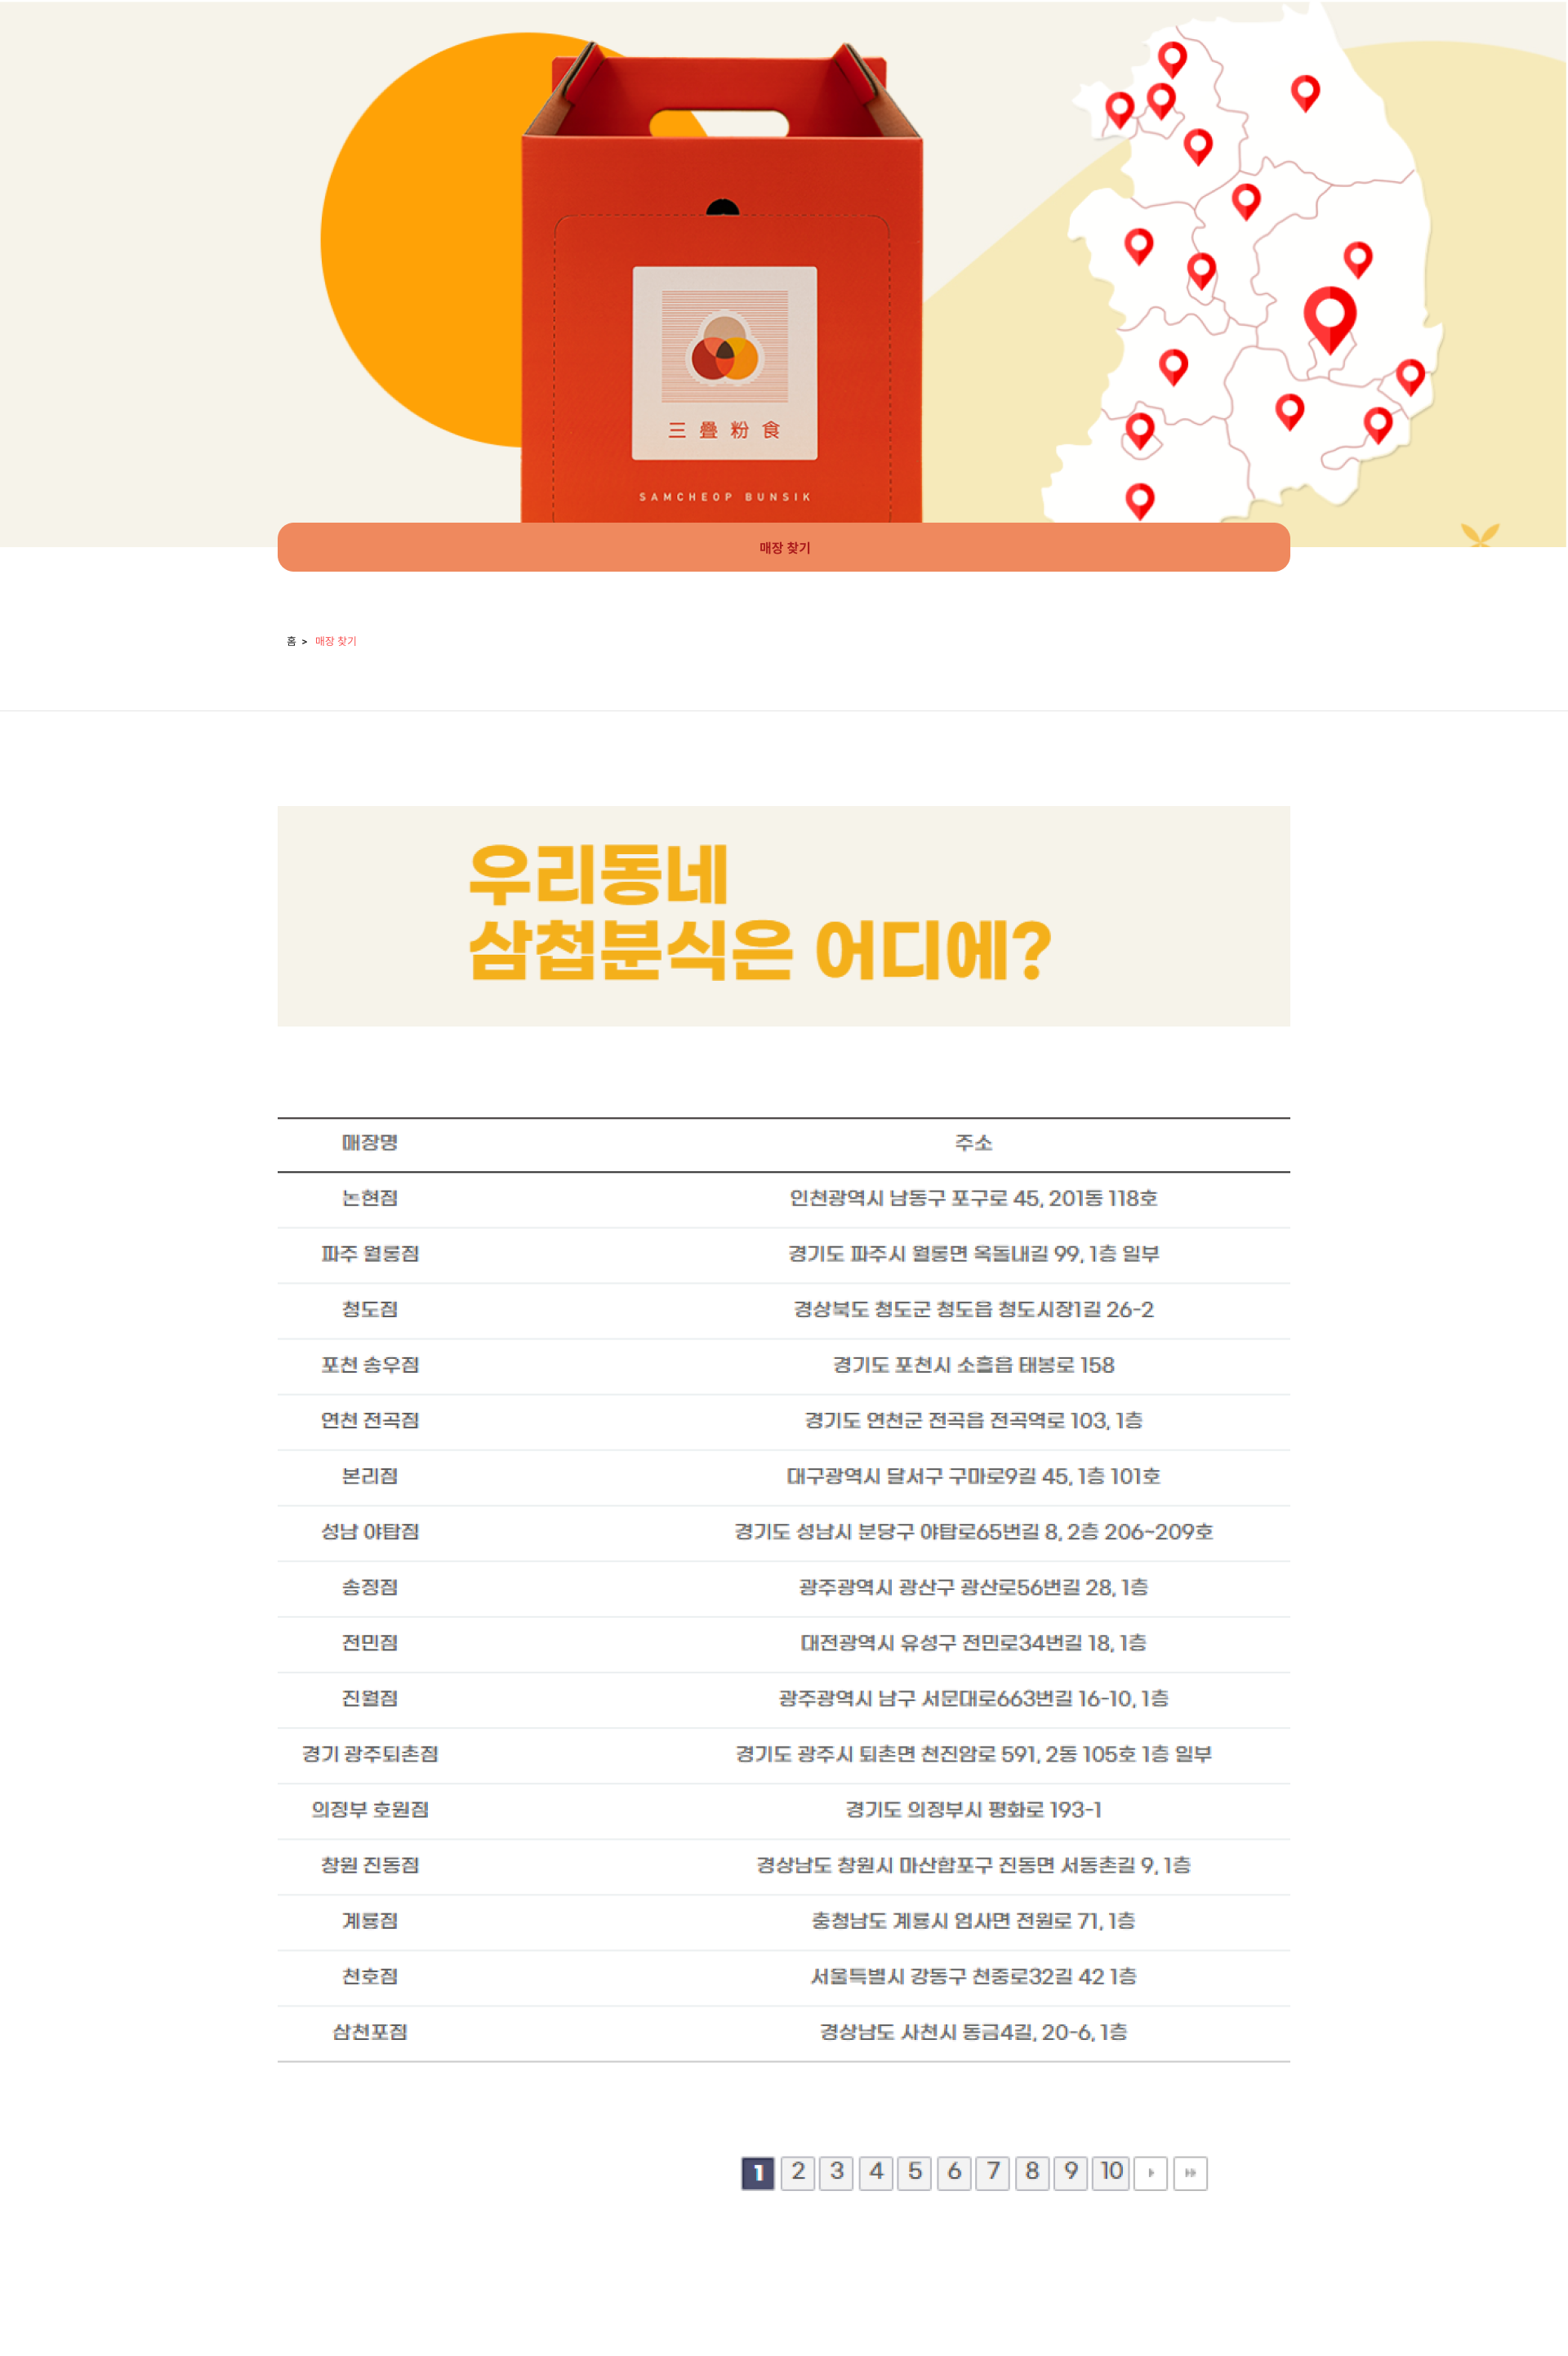 三疊粉食
SAMCHEOP BUNSIK
매장 찾기
홈 > 매장 찾기
우리동네
삼첩분식은 어디에?
매장명 주소
논현점 인천광역시 남동구 포구로 45, 201동 118호
파주 월롱점 경기도 파주시 월롱면 옥돌내길 99, 1층 일부
청도점 경상북도 청도군 청도읍 청도시장1길 26-2
포천 송우점 경기도 포천시 소흘읍 태봉로 158
연천 전곡점 경기도 연천군 전곡읍 전곡역로 103, 1층
본리점 대구광역시 달서구 구마로9길 45, 1층 101호
성남 야탑점 경기도 성남시 분당구 야탑로65번길 8, 2층 206~209호
송정점 광주광역시 광산구 광산로56번길 28, 1층
전민점 대전광역시 유성구 전민로34번길 18, 1층
진월점 광주광역시 남구 서문대로663번길 16-10, 1층
경기 광주퇴촌점 경기도 광주시 퇴촌면 천진암로 591, 2동 105호 1층 일부
의정부 호원점 경기도 의정부시 평화로 193-1
창원 진동점 경상남도 창원시 마산합포구 진동면 서동촌길 9, 1층
계룡점 충청남도 계룡시 엄사면 전원로 71, 1층
천호점 서울특별시 강동구 천중로32길 42 1층
삼천포점 경상남도 사천시 동금4길, 20-6, 1층
1 2 3 4 5 6 7 8 9 10